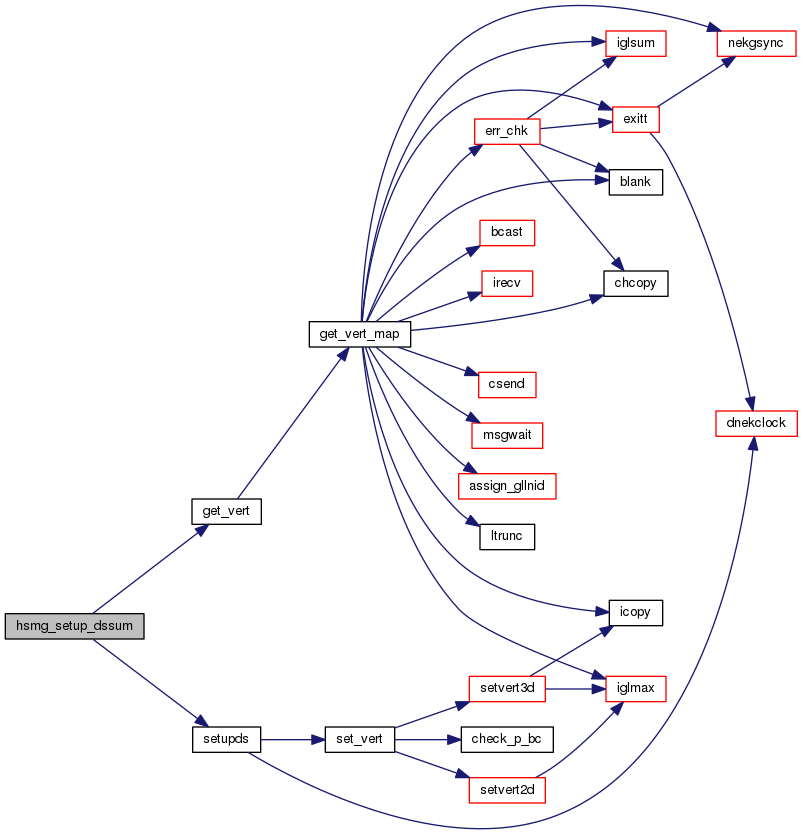 iglsum
nekgsync
exitt
err_chk
blank
bcast
irecv
chcopy
get_vert_map
csend
dnekclock
msgwait
assign_gllnid
get_vert
ltrunc
icopy
hsmg_setup_dssum
setvert3d
iglmax
setupds
set_vert
check_p_bc
setvert2d